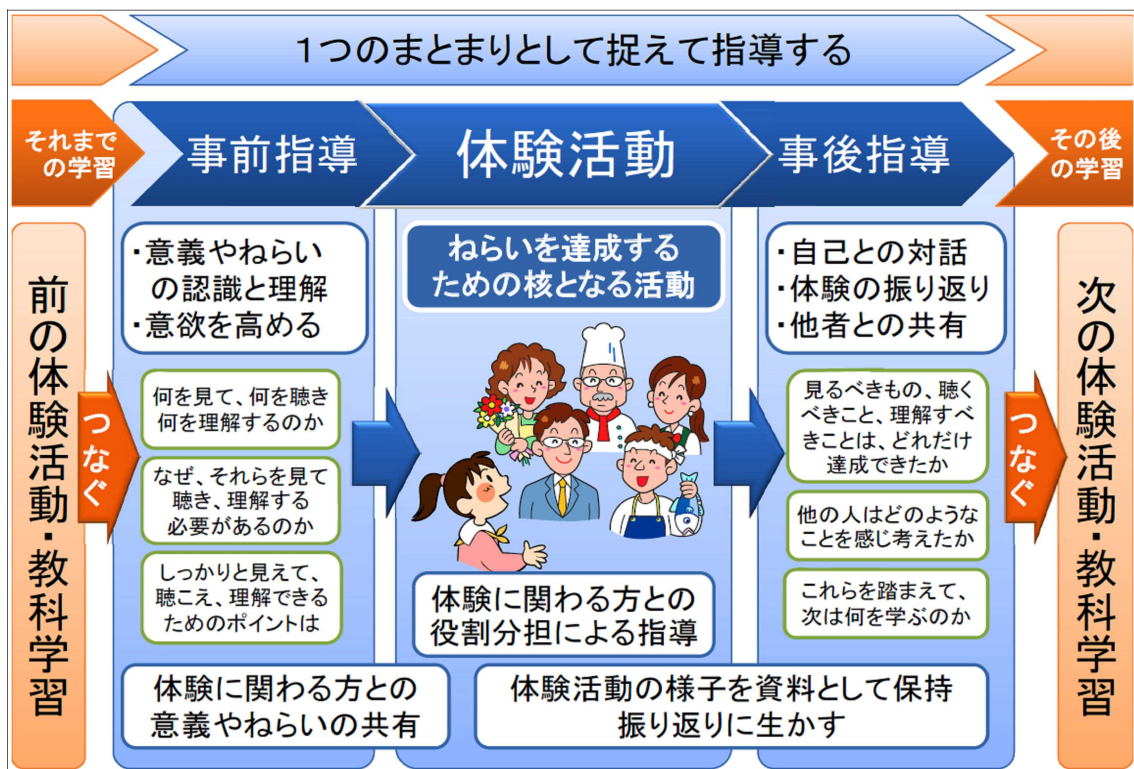 1つのまとまりとして捉えて指導する
それまで
の学習
事前指導
体験活動
事後指導
その後
の学習
前の体験活動・教科学習
つなぐ
・意義やねらい
の認識と理解
・意欲を高める
何を見て、何を聴き
何を理解するのか
なぜ、それらを見て
聴き、理解する
必要があるのか
しっかりと見えて、
聴こえ、理解できる
ためのポイントは
体験に関わる方との
意義やねらいの共有
ねらいを達成する
ための核となる活動
体験に関わる方との
役割分担による指導
体験活動の様子を資料として保持
振り返りに生かす
・自己との対話
・体験の振り返り
・他者との共有
見るべきもの、聴く
べきこと、理解すべ
きことは、どれだけ
達成できたか
他の人はどのような
ことを感じ考えたか
これらを踏まえて、
次は何を学ぶのか
つなぐ
次の体験活動・教科学習